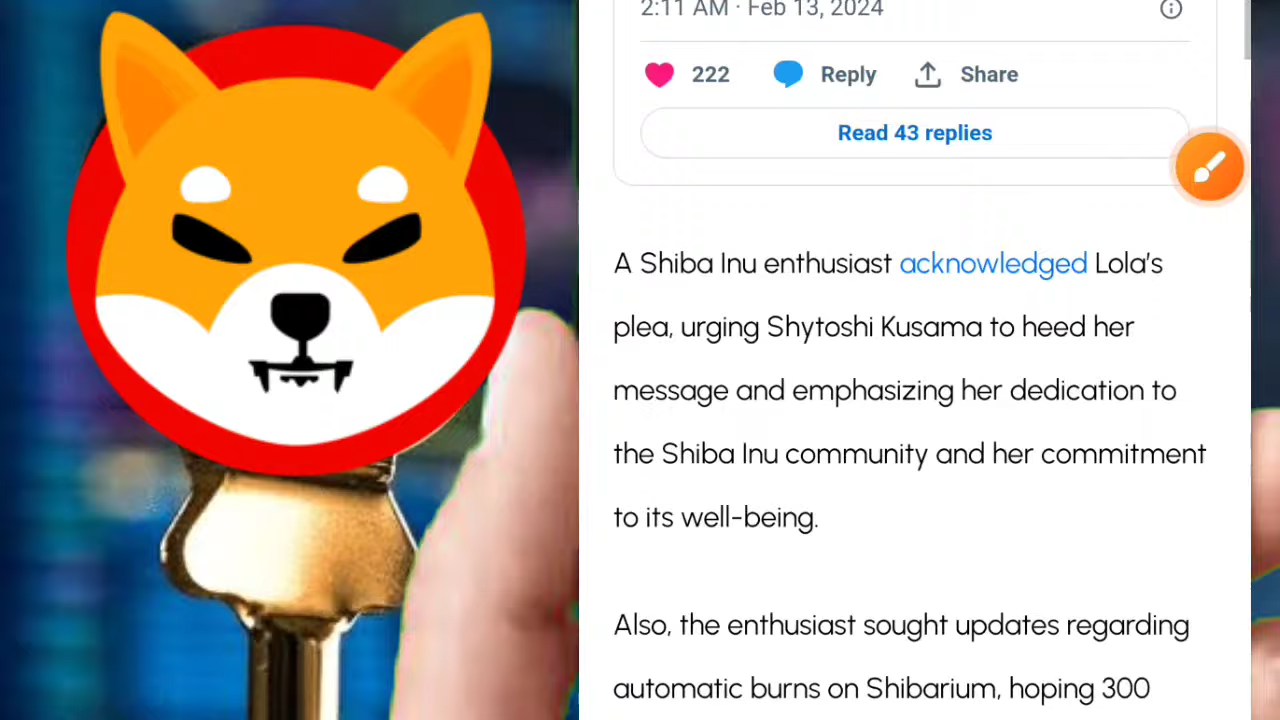 2:11 AM · Feb 13, 2024
222 Reply Share
Read 43 replies
A Shiba Inu enthusiast acknowledged Lola's
plea, urging Shytoshi Kusama to heed her
message and emphasizing her dedication to
the Shiba Inu community and her commitment
to its well-being.
Also, the enthusiast sought updates regarding
automatic burns on Shibarium, hoping 300